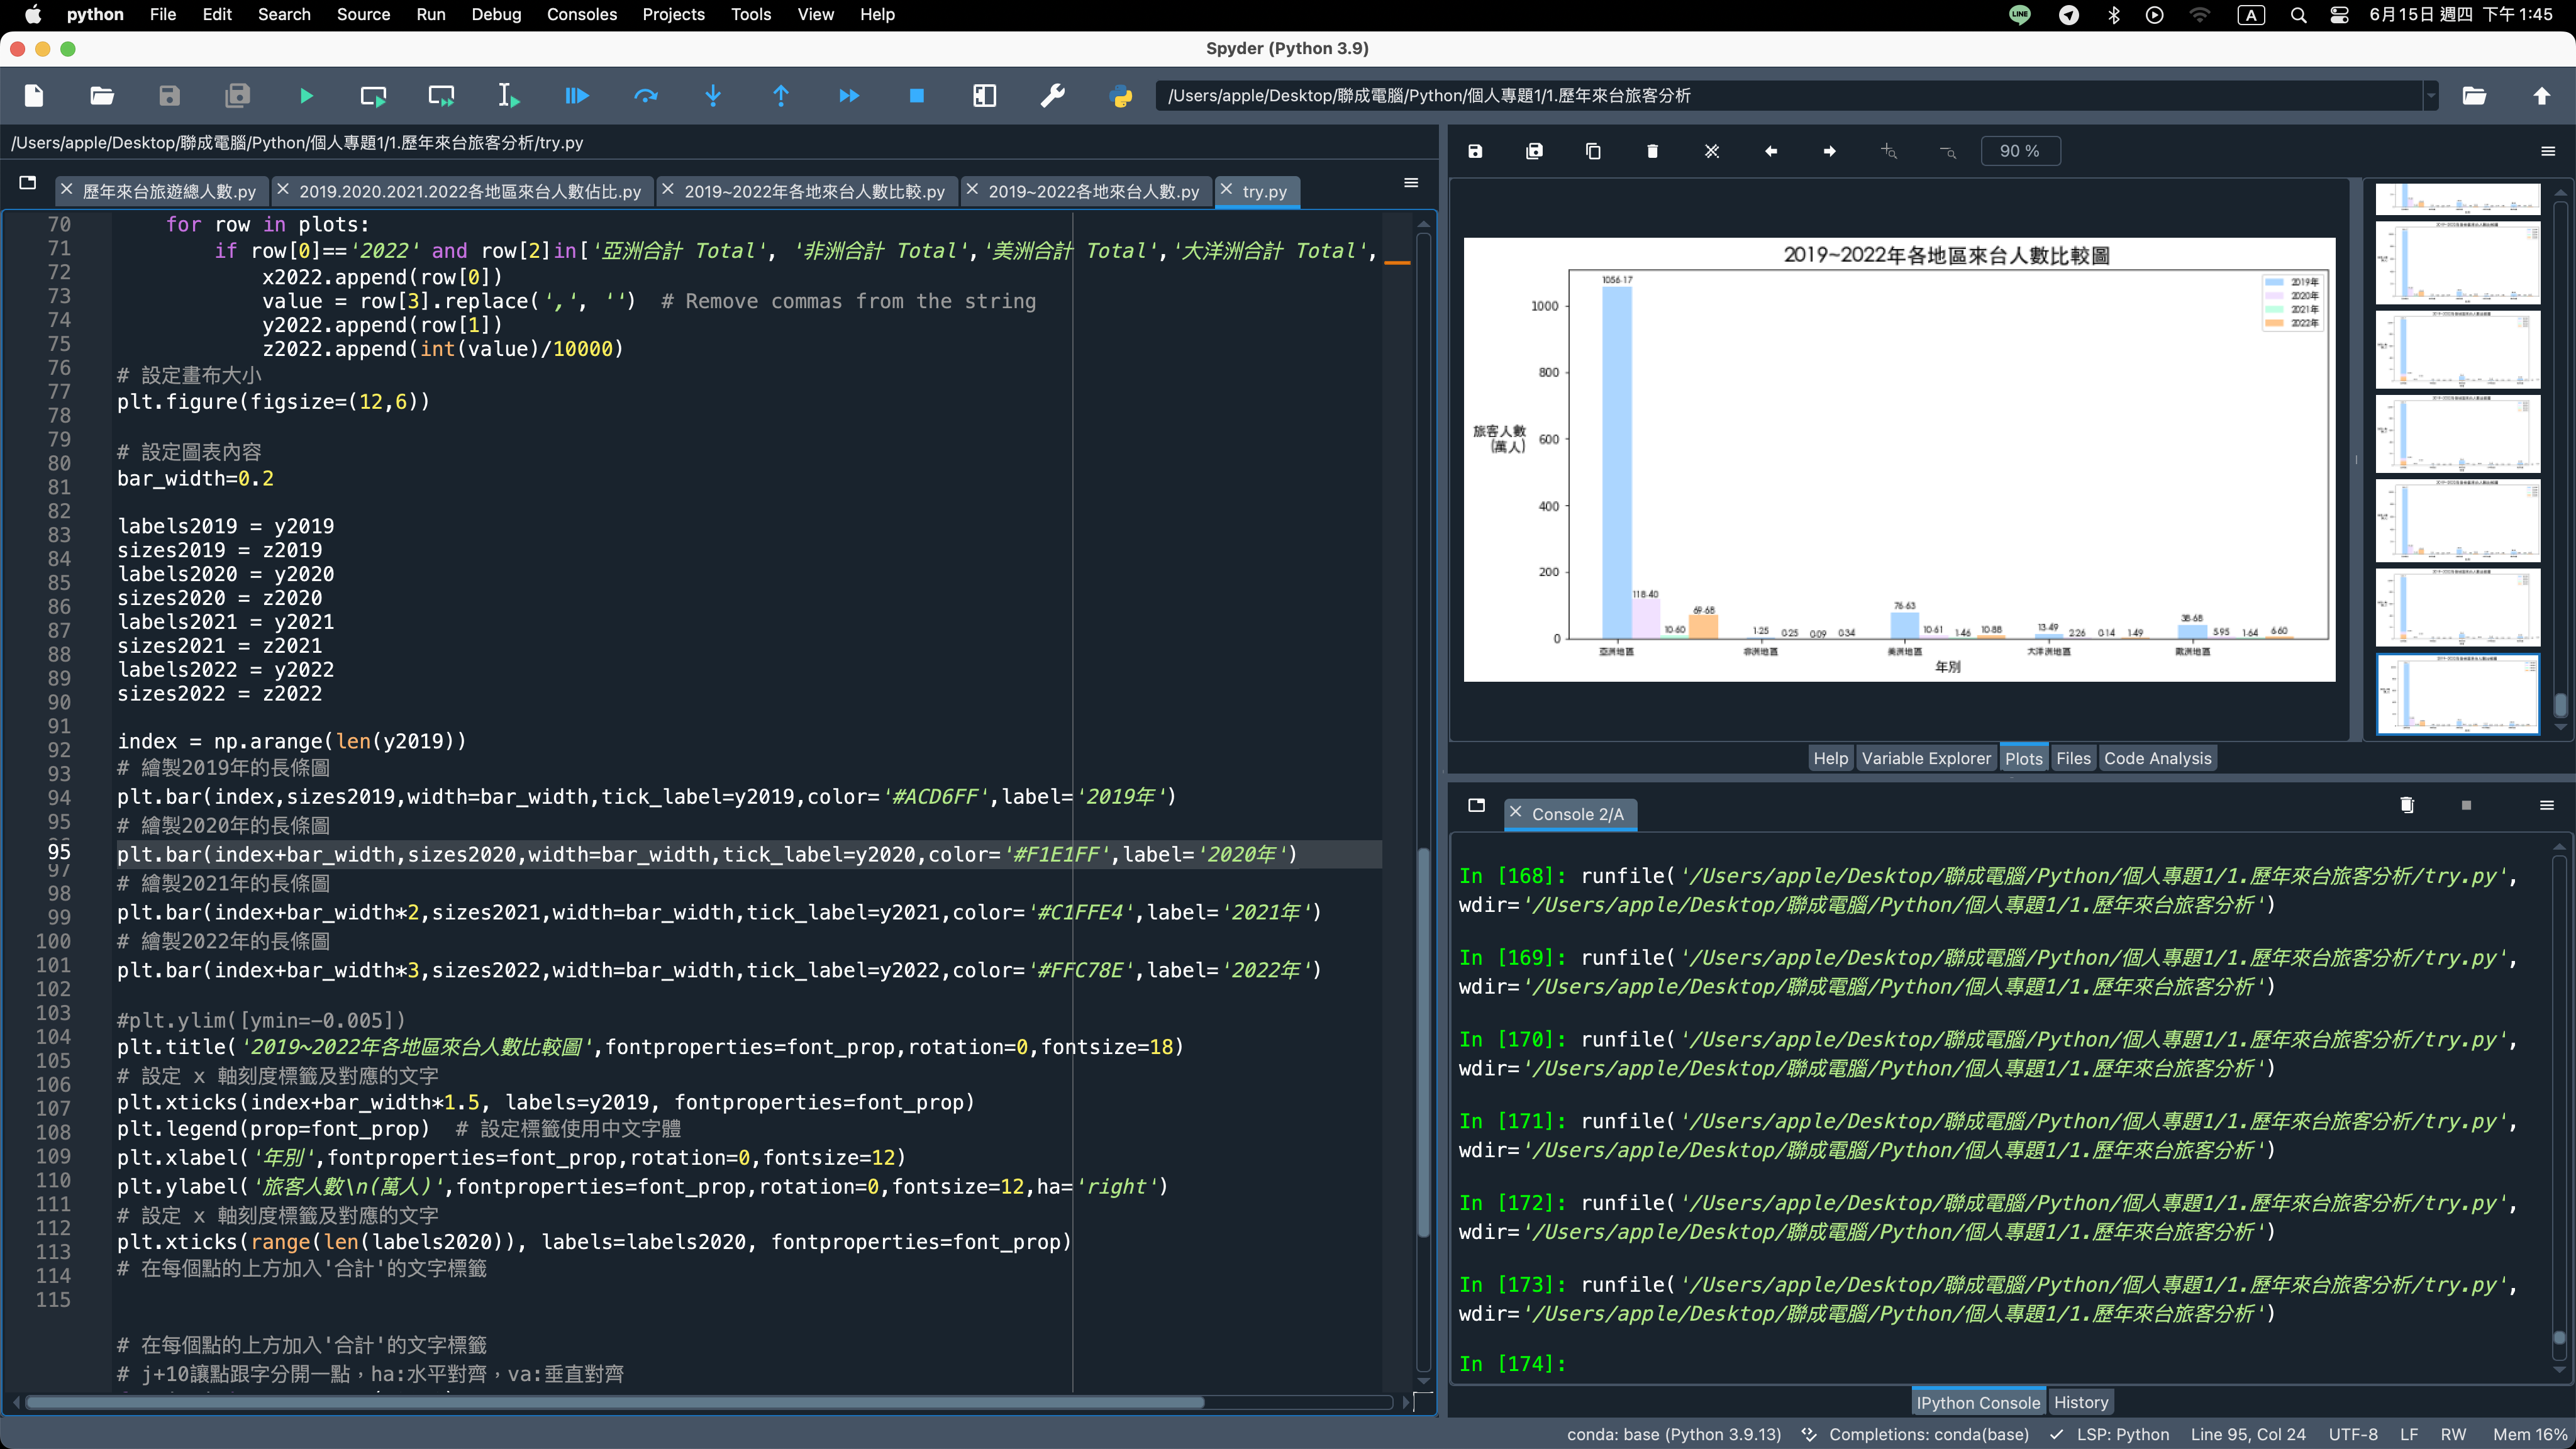 python File Edit Search Source Run Debug Consoles Projects Tools View Help
LINE A 6月15日 週四 下午 1:45
Spyder (Python 3.9)
/Users/apple/Desktop/聯成電腦/Python/個人專題1/1.歷年來台旅客分析
/Users/apple/Desktop/聯成電腦/Python/個人專題1/1.歷年來台旅客分析/try.py
歷年來台旅遊總人數.py
2019.2020.2021.2022各地區來台人數佔比.py
2019~2022年各地來台人數比較.py
2019~2022各地來台人數.py
try.py
70
71
72
73
74
75
76
77
78
79
80
81
82
83
84
85
86
87
88
89
90
91
92
93
94
95
95
97
98
99
100
101
102
103
104
105
106
107
108
109
110
111
112
113
114
115
for row in plots:
if row[0]=='2022' and row[2]in['亞洲合計 Total', '非洲合計 Total','美洲合計 Total','大洋洲合計 Total',
x2022.append(row[0])
value = row[3].replace(',', '')  # Remove commas from the string
y2022.append(row[1])
z2022.append(int(value)/10000)
# 設定畫布大小
plt.figure(figsize=(12,6))
# 設定圖表內容
bar_width=0.2
labels2019 = y2019
sizes2019 = z2019
labels2020 = y2020
sizes2020 = z2020
labels2021 = y2021
sizes2021 = z2021
labels2022 = y2022
sizes2022 = z2022
index = np.arange(len(y2019))
# 繪製2019年的長條圖
plt.bar(index,sizes2019,width=bar_width,tick_label=y2019,color='#ACD6FF',label='2019年')
# 繪製2020年的長條圖
plt.bar(index+bar_width,sizes2020,width=bar_width,tick_label=y2020,color='#F1E1FF',label='2020年')
# 繪製2021年的長條圖
plt.bar(index+bar_width*2,sizes2021,width=bar_width,tick_label=y2021,color='#C1FFE4',label='2021年')
# 繪製2022年的長條圖
plt.bar(index+bar_width*3,sizes2022,width=bar_width,tick_label=y2022,color='#FFC78E',label='2022年')
#plt.ylim([ymin=-0.005])
plt.title('2019~2022年各地區來台人數比較圖',fontproperties=font_prop,rotation=0,fontsize=18)
# 設定 x 軸刻度標籤及對應的文字
plt.xticks(index+bar_width*1.5, labels=y2019, fontproperties=font_prop)
plt.legend(prop=font_prop)  # 設定標籤使用中文字體
plt.xlabel('年別',fontproperties=font_prop,rotation=0,fontsize=12)
plt.ylabel('旅客人數\n(萬人)',fontproperties=font_prop,rotation=0,fontsize=12,ha='right')
# 設定 x 軸刻度標籤及對應的文字
plt.xticks(range(len(labels2020)), labels=labels2020, fontproperties=font_prop)
# 在每個點的上方加入'合計'的文字標籤
# 在每個點的上方加入'合計'的文字標籤
# j+10讓點跟字分開一點，ha:水平對齊，va:垂直對齊
90 %
2019~2022年各地區來台人數比較圖
2019年
2020年
2021年
2022年
1000
800
600
400
200
0
旅客人數
(萬人)
1056.17 118.40 10.60 69.68
1.25 0.25 0.09 0.34
76.63 10.61 1.46 10.88
13.49 2.26 0.14 1.49
38.68 5.95 1.64 6.60
亞洲地區 非洲地區 美洲地區 大洋洲地區 歐洲地區
年別
Help Variable Explorer Plots Files Code Analysis
Console 2/A
In [168]: runfile('/Users/apple/Desktop/聯成電腦/Python/個人專題1/1.歷年來台旅客分析/try.py',
wdir='/Users/apple/Desktop/聯成電腦/Python/個人專題1/1.歷年來台旅客分析')
In [169]: runfile('/Users/apple/Desktop/聯成電腦/Python/個人專題1/1.歷年來台旅客分析/try.py',
wdir='/Users/apple/Desktop/聯成電腦/Python/個人專題1/1.歷年來台旅客分析')
In [170]: runfile('/Users/apple/Desktop/聯成電腦/Python/個人專題1/1.歷年來台旅客分析/try.py',
wdir='/Users/apple/Desktop/聯成電腦/Python/個人專題1/1.歷年來台旅客分析')
In [171]: runfile('/Users/apple/Desktop/聯成電腦/Python/個人專題1/1.歷年來台旅客分析/try.py',
wdir='/Users/apple/Desktop/聯成電腦/Python/個人專題1/1.歷年來台旅客分析')
In [172]: runfile('/Users/apple/Desktop/聯成電腦/Python/個人專題1/1.歷年來台旅客分析/try.py',
wdir='/Users/apple/Desktop/聯成電腦/Python/個人專題1/1.歷年來台旅客分析')
In [173]: runfile('/Users/apple/Desktop/聯成電腦/Python/個人專題1/1.歷年來台旅客分析/try.py',
wdir='/Users/apple/Desktop/聯成電腦/Python/個人專題1/1.歷年來台旅客分析')
In [174]:
IPython Console History
conda: base (Python 3.9.13) Completions: conda(base) LSP: Python Line 95, Col 24 UTF-8 LF RW Mem 16%